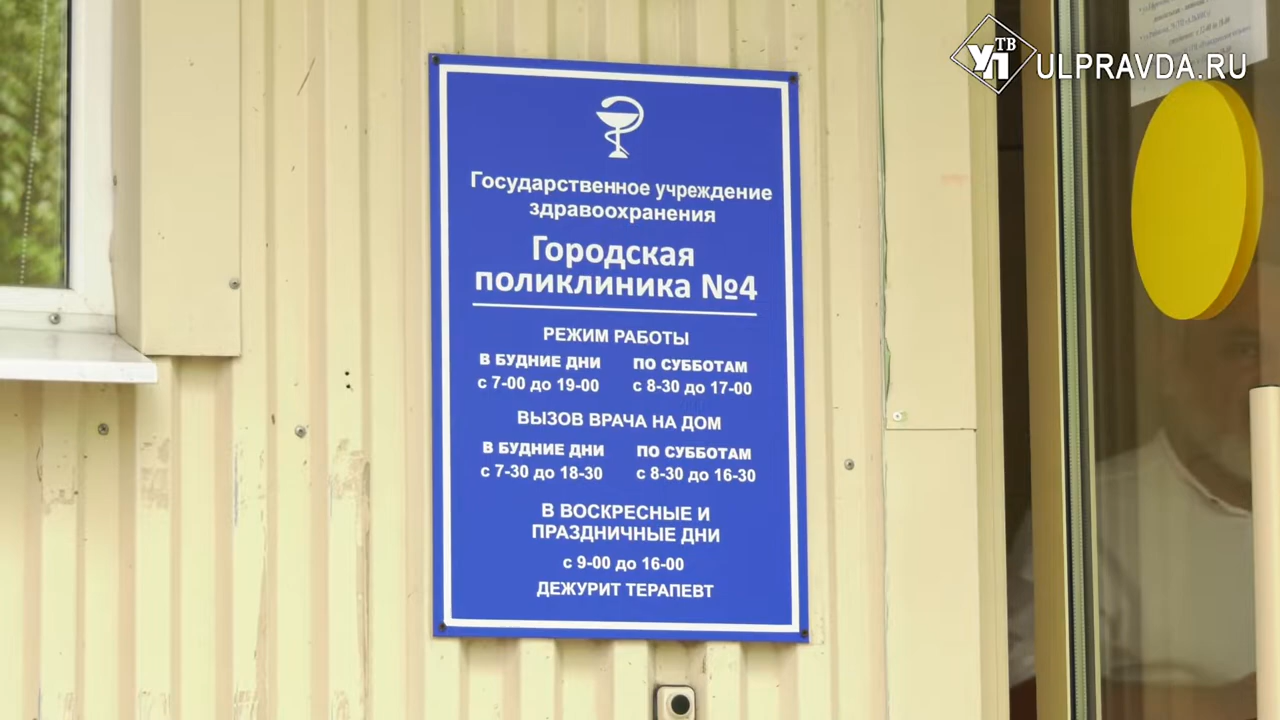 Государственное учреждение
здравоохранения
Городская
поликлиника №4
РЕЖИМ РАБОТЫ
В БУДНИЕ ДНИ ПО СУББОТАМ
с 7-00 до 19-00 с 8-30 до 17-00
ВЫЗОВ ВРАЧА НА ДОМ
В БУДНИЕ ДНИ ПО СУББОТАМ
с 7-30 до 18-30 с 8-30 до 16-30
В ВОСКРЕСНЫЕ И
ПРАЗДНИЧНЫЕ ДНИ
с 9-00 до 16-00
ДЕЖУРИТ ТЕРАПЕВТ
УП ТВ ULPRAVDA.RU